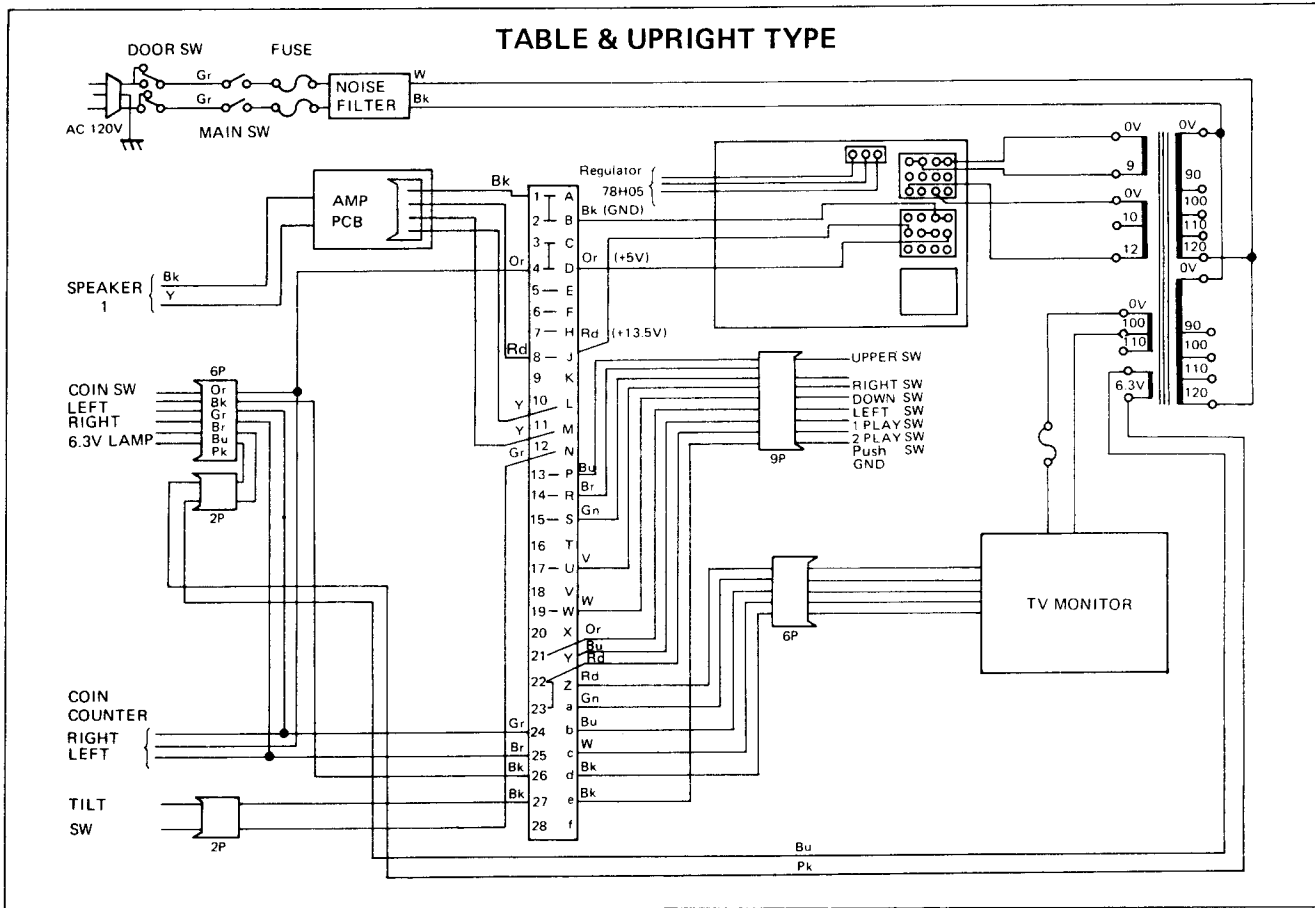 TABLE & UPRIGHT TYPE
DOOR SW
FUSE
Gr
Gr
NOISE
FILTER
W
Bk
AC 120V
MAIN SW
AMP
PCB
Bk
Regulator
78H05
Bk (GND)
Or (+5V)
Rd (+13.5V)
SPEAKER
1
Bk
Y
Or
Rd
Y
Y
Gr
1 A
2 B
3 C
4 D
5 E
6 F
7 H
8 J
9 K
10 L
11 M
12 N
13 P
14 R
15 S
16 T
17 U
18 V
19 W
20 X
21 Y
22 Z
23 a
24 b
25 c
26 d
27 e
28 f
Bu
Br
Gn
V
W
Or
Bu
Rd
Rd
Gn
Bu
W
Bk
Bk
Gr
Br
Bk
Bk
6P
COIN SW
LEFT
RIGHT
6.3V LAMP
Or
Bk
Gr
Br
Bu
Pk
2P
UPPER SW
RIGHT SW
DOWN SW
LEFT SW
1 PLAY SW
2 PLAY SW
Push
GND
9P
6P
TV MONITOR
0V
9
0V
10
12
0V
100
110
6.3V
0V
90
100
110
120
0V
90
100
110
120
COIN
COUNTER
RIGHT
LEFT
TILT
SW
2P
Bu
Pk